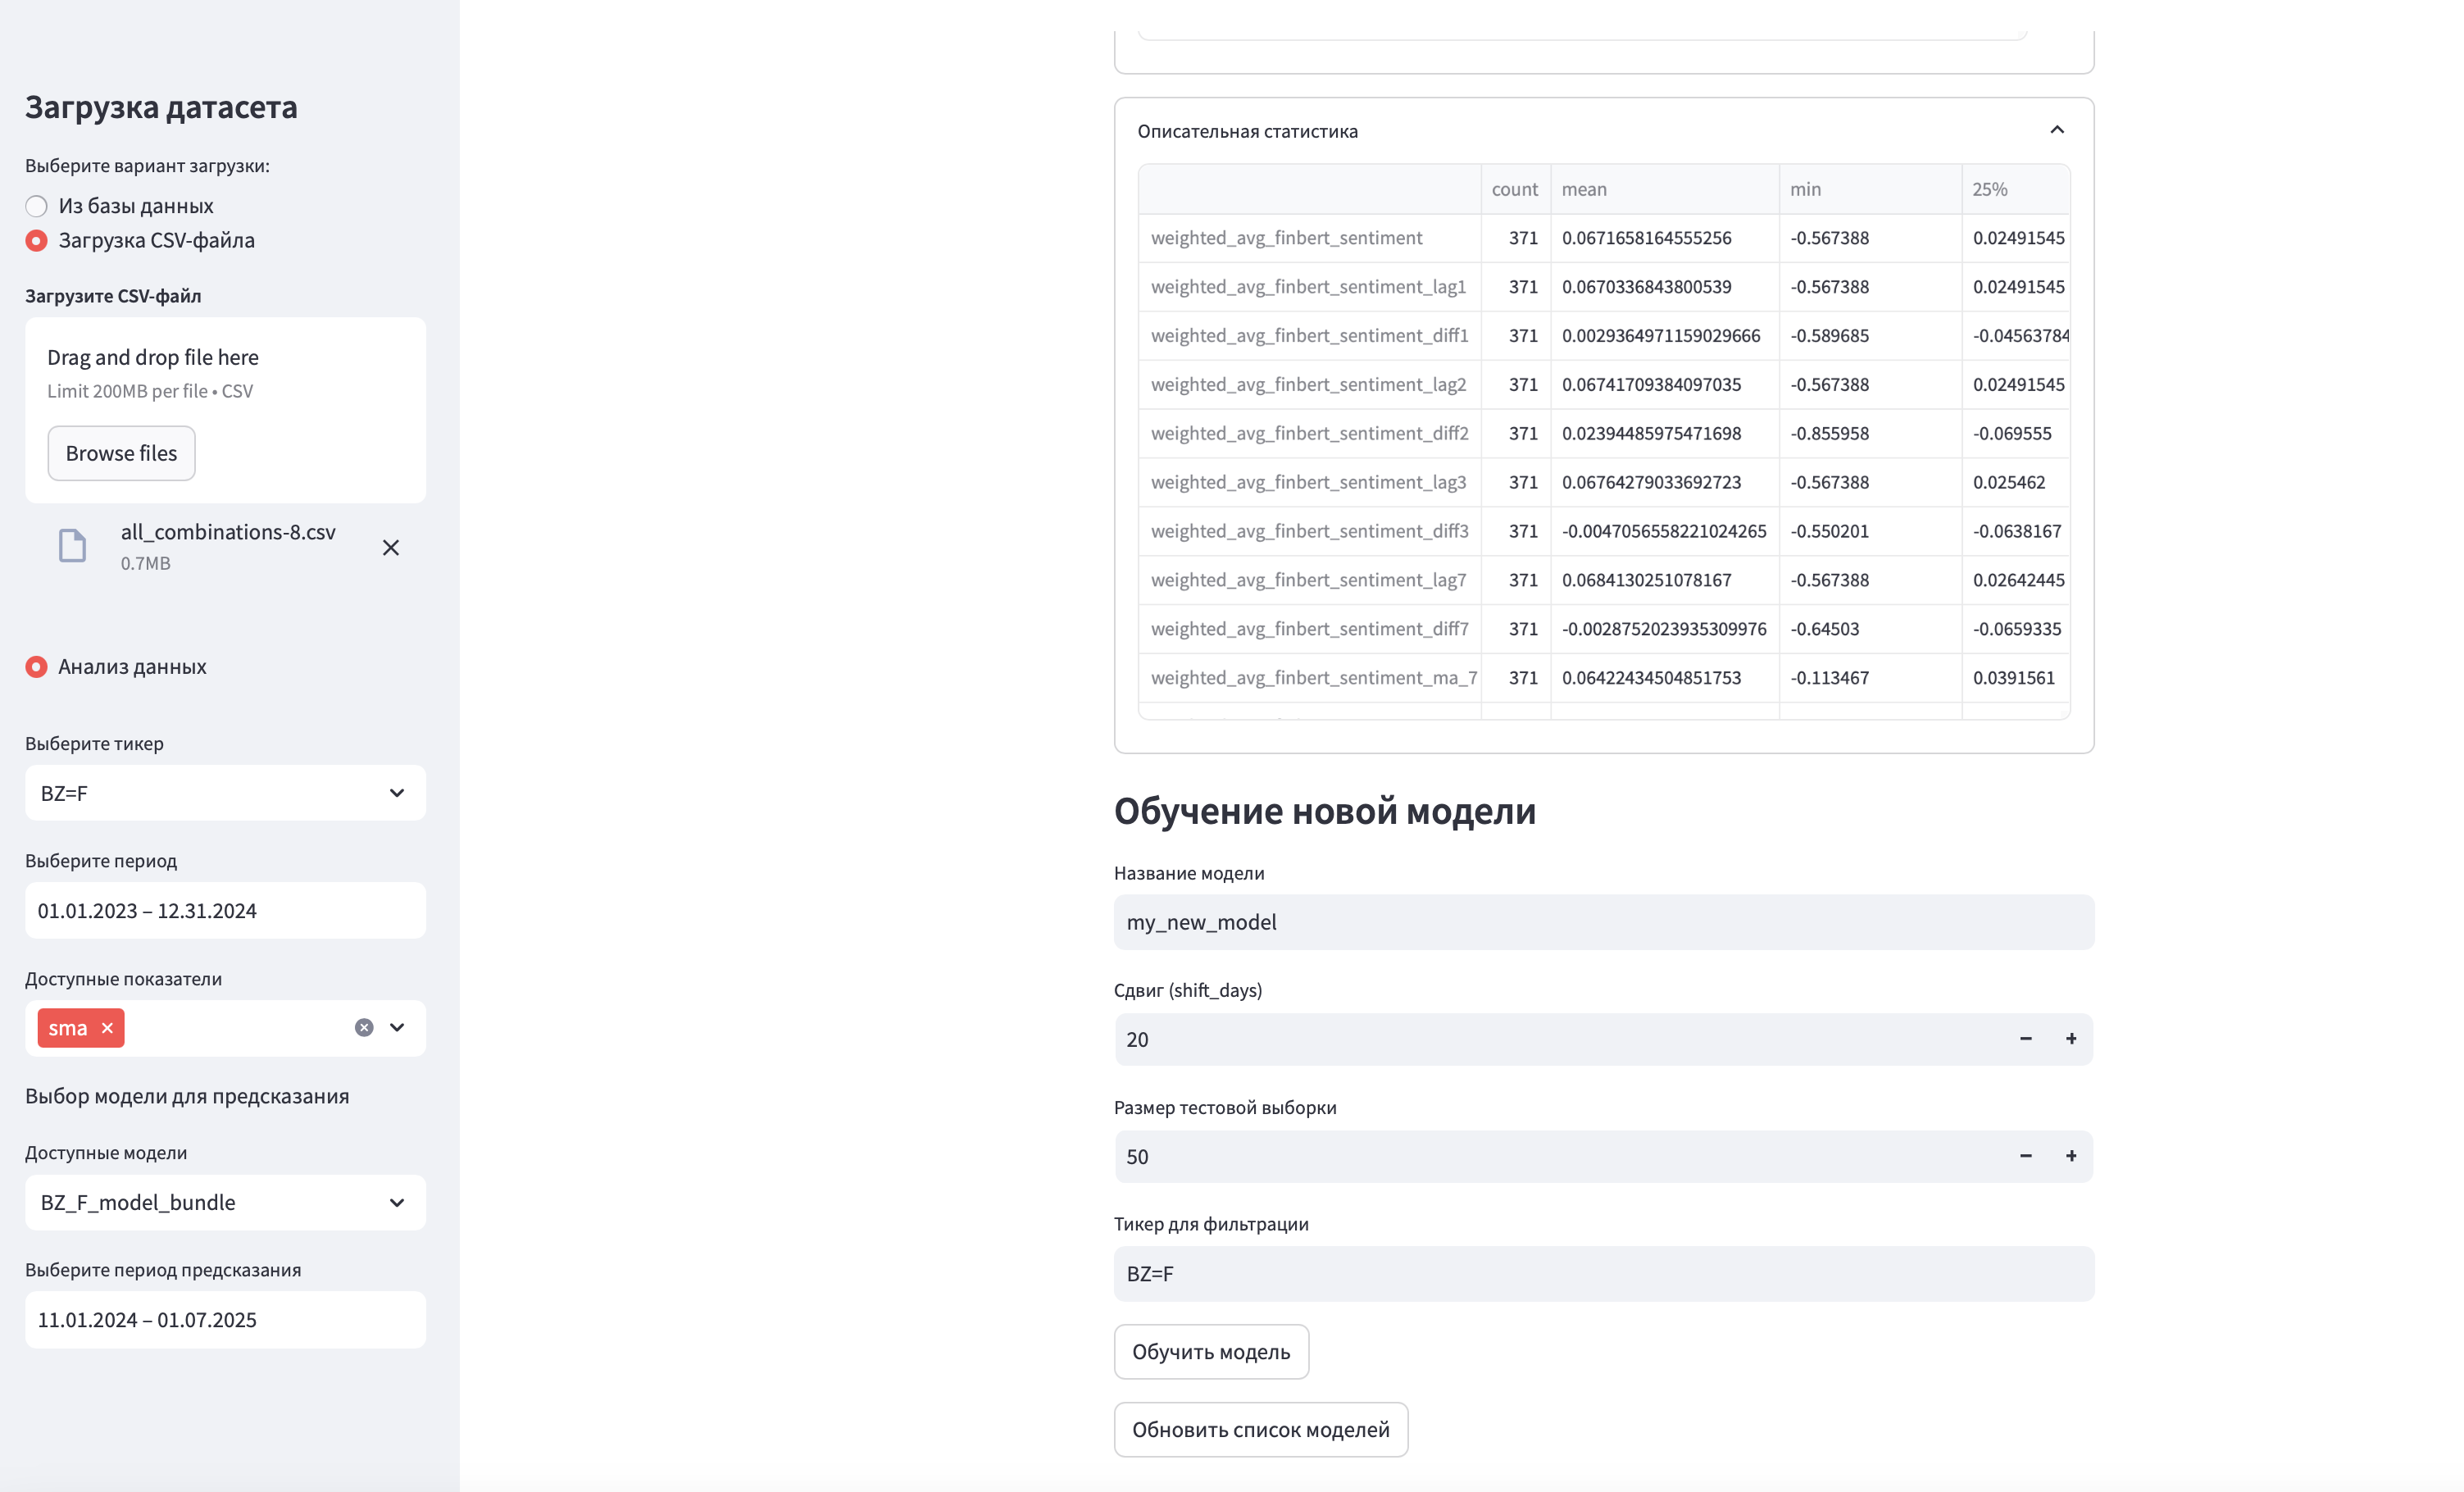 Загрузка датасета
Выберите вариант загрузки:
Из базы данных
Загрузка CSV-файла
Загрузите CSV-файл
Drag and drop file here
Limit 200MB per file • CSV
Browse files
all_combinations-8.csv
0.7MB
Анализ данных
Выберите тикер
BZ=F
Выберите период
01.01.2023 – 12.31.2024
Доступные показатели
sma
Выбор модели для предсказания
Доступные модели
BZ_F_model_bundle
Выберите период предсказания
11.01.2024 – 01.07.2025
Описательная статистика
count mean min 25%
weighted_avg_finbert_sentiment 371 0.0671658164555256 -0.567388 0.02491545
weighted_avg_finbert_sentiment_lag1 371 0.0670336843800539 -0.567388 0.02491545
weighted_avg_finbert_sentiment_diff1 371 0.0029364971159029666 -0.589685 -0.04563784
weighted_avg_finbert_sentiment_lag2 371 0.06741709384097035 -0.567388 0.02491545
weighted_avg_finbert_sentiment_diff2 371 0.02394485975471698 -0.855958 -0.069555
weighted_avg_finbert_sentiment_lag3 371 0.06764279033692723 -0.567388 0.025462
weighted_avg_finbert_sentiment_diff3 371 -0.0047056558221024265 -0.550201 -0.0638167
weighted_avg_finbert_sentiment_lag7 371 0.0684130251078167 -0.567388 0.02642445
weighted_avg_finbert_sentiment_diff7 371 -0.0028752023935309976 -0.64503 -0.0659335
weighted_avg_finbert_sentiment_ma_7 371 0.06422434504851753 -0.113467 0.0391561
Обучение новой модели
Название модели
my_new_model
Сдвиг (shift_days)
20
Размер тестовой выборки
50
Тикер для фильтрации
BZ=F
Обучить модель
Обновить список моделей